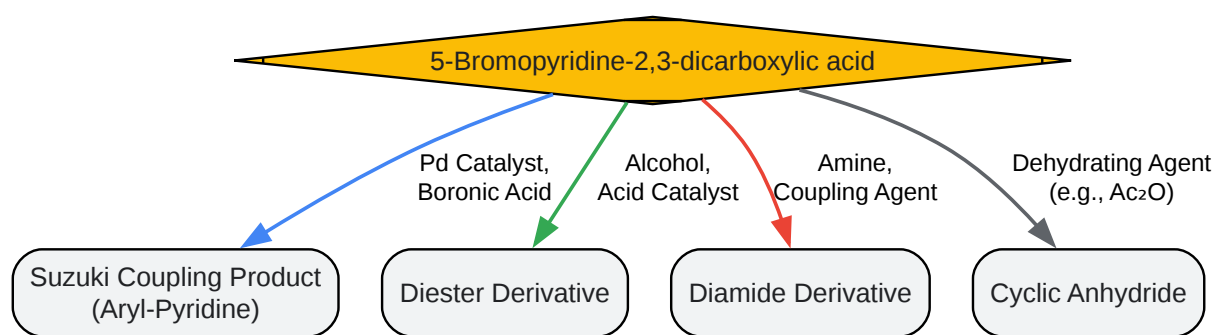 5-Bromopyridine-2,3-dicarboxylic acid
Pd Catalyst,
Boronic Acid
Alcohol,
Acid Catalyst
Amine,
Coupling Agent
Dehydrating Agent
(e.g., Ac₂O)
Suzuki Coupling Product
(Aryl-Pyridine)
Diester Derivative
Diamide Derivative
Cyclic Anhydride